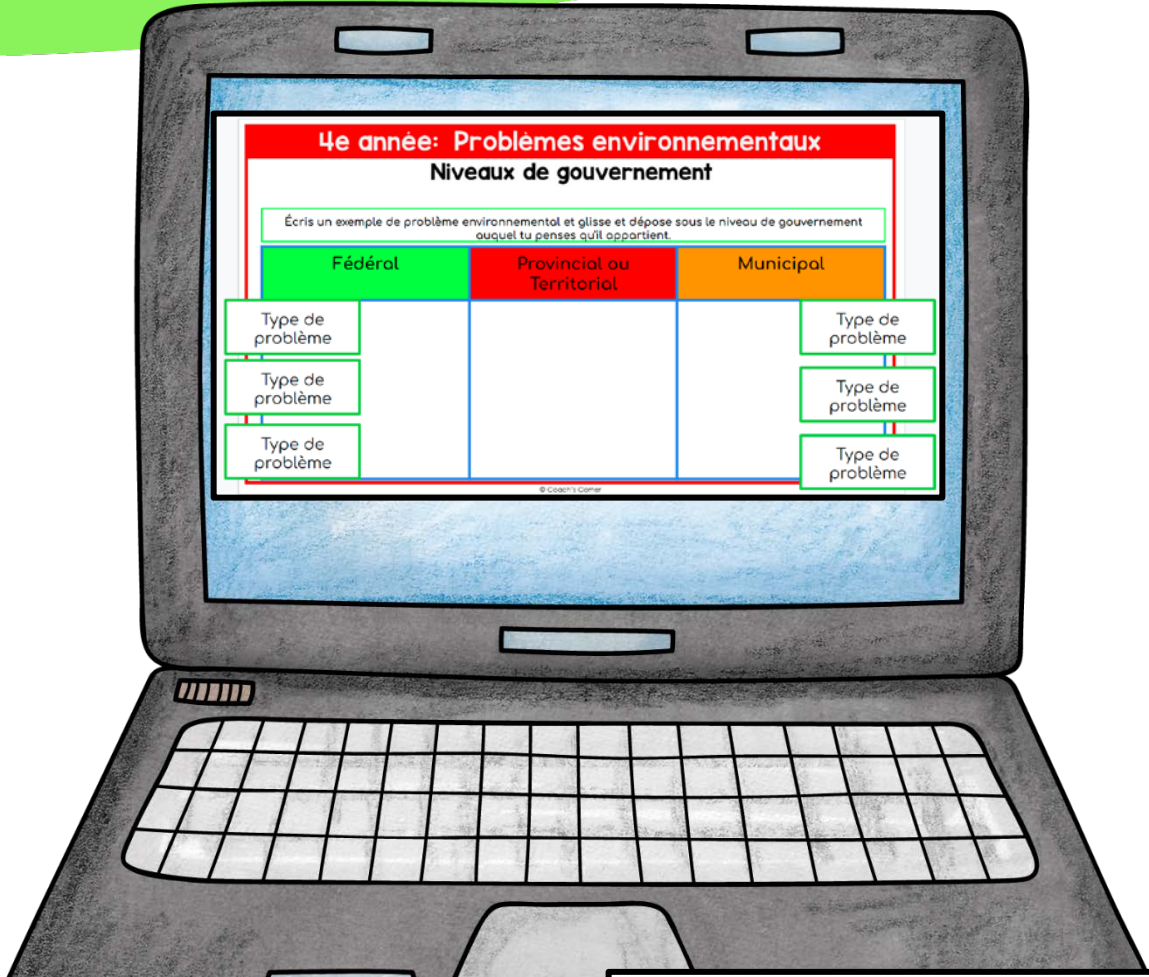 4e année: Problèmes environnementaux
Niveaux de gouvernement
Écris un exemple de problème environnemental et glisse et dépose sous le niveau de gouvernement
auquel tu penses qu'il appartient.
Fédéral
Provincial ou
Territorial
Municipal
Type de
problème
Type de
problème
Type de
problème
Type de
problème
Type de
problème
Type de
problème
© Coach's Corner